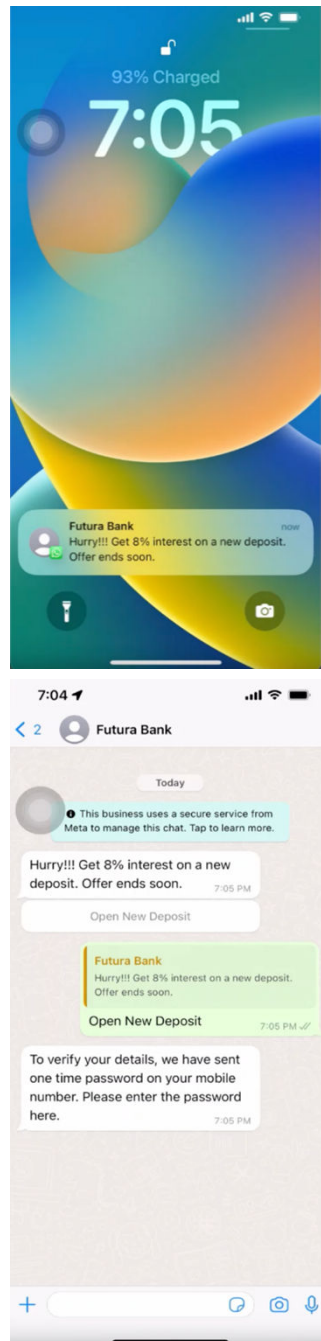 93% Charged
7:05
Futura Bank
now
Hurry!!! Get 8% interest on a new deposit.
Offer ends soon.
7:04
2
Futura Bank
Today
This business uses a secure service from
Meta to manage this chat. Tap to learn more.
Hurry!!! Get 8% interest on a new
deposit. Offer ends soon.
7:05 PM
Open New Deposit
Futura Bank
Hurry!!! Get 8% interest on a new deposit.
Offer ends soon.
Open New Deposit
7:05 PM
To verify your details, we have sent
one time password on your mobile
number. Please enter the password
here.
7:05 PM